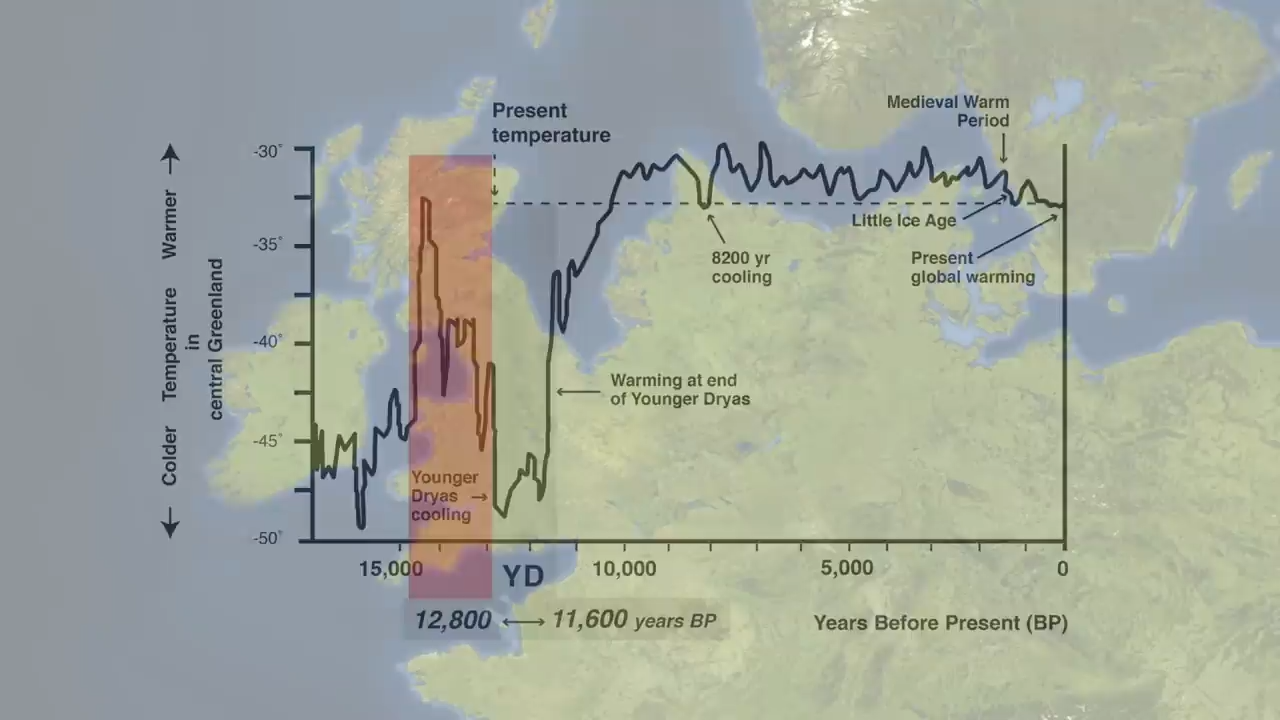 Medieval Warm
Period
Present
temperature
-30°
-35°
-40°
-45°
-50°
Colder Temperature Warmer
in
central Greenland
Little Ice Age
8200 yr
cooling
Present
global warming
Warming at end
of Younger Dryas
Younger
Dryas
cooling
15,000
YD
10,000
5,000
0
12,800
11,600 years BP
Years Before Present (BP)